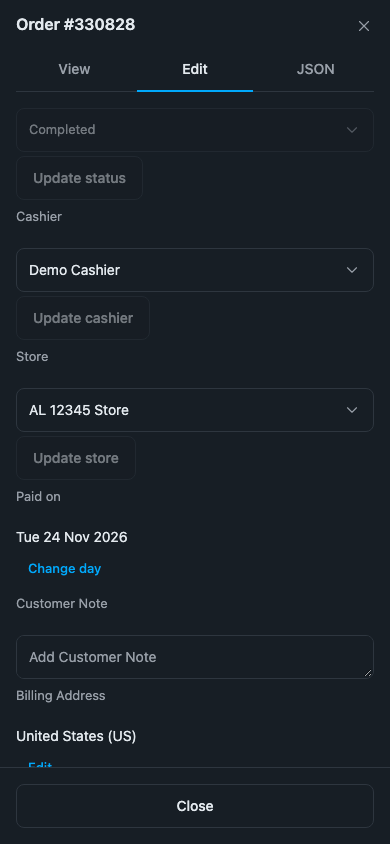 Order #330828
View
Edit
JSON
Completed
Update status
Cashier
Demo Cashier
Update cashier
Store
AL 12345 Store
Update store
Paid on
Tue 24 Nov 2026
Change day
Customer Note
Add Customer Note
Billing Address
United States (US)
Edit
Close